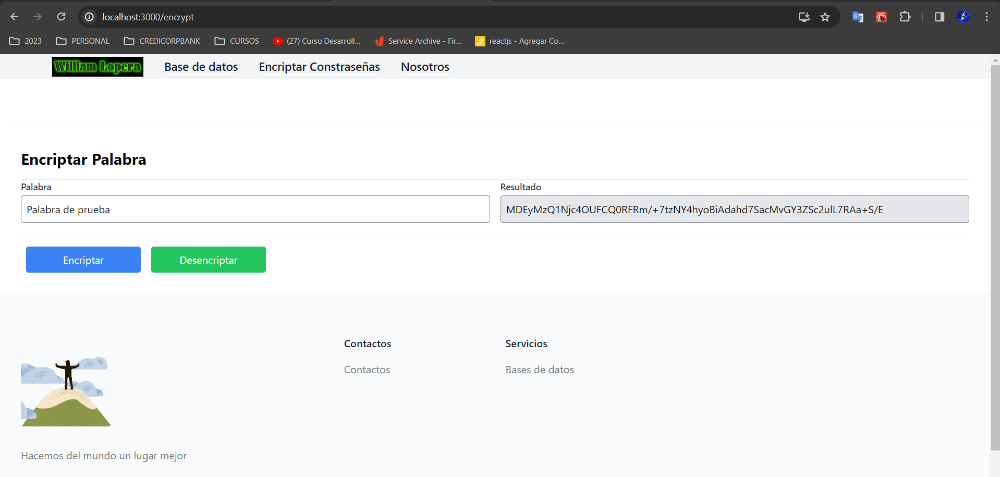 localhost:3000/encrypt
2023
PERSONAL
CREDICORPBANK
CURSOS
(27) Curso Desarroll...
Service Archive - Fir...
reactjs - Agregar Co...
William Lopera
Base de datos
Encriptar Constraseñas
Nosotros
Encriptar Palabra
Palabra
Resultado
Palabra de prueba
MDEyMzQ1Njc4OUFCQ0RFRm/+7tzNY4hyoBiAdahd7SacMvGY3ZSc2ulL7RAa+S/E
Encriptar
Desencriptar
Contactos
Servicios
Contactos
Bases de datos
Hacemos del mundo un lugar mejor